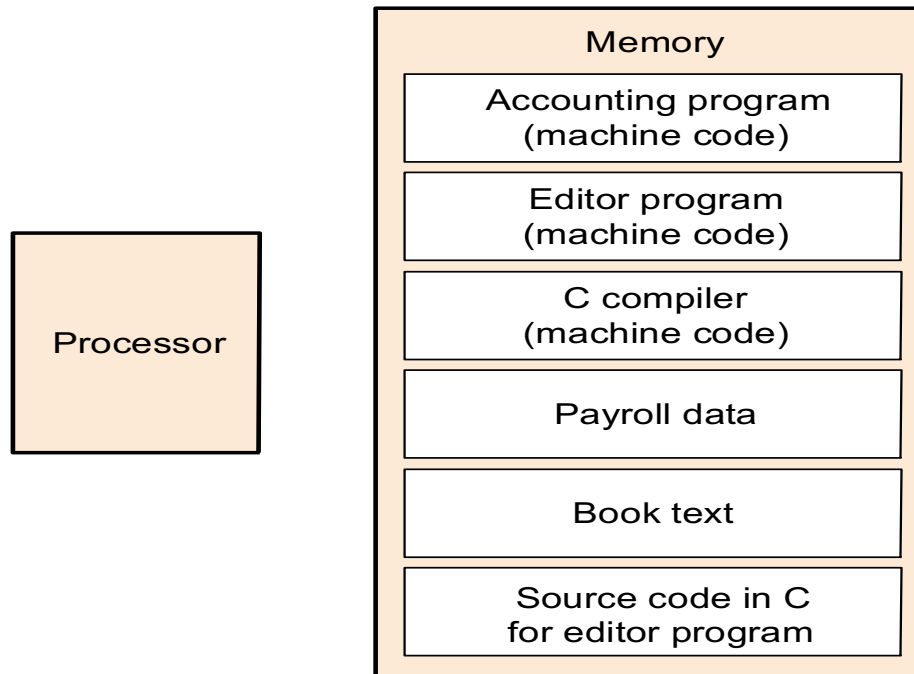 Memory
Accounting program
(machine code)
Editor program
(machine code)
C compiler
(machine code)
Processor
Payroll data
Book text
Source code in C
for editor program